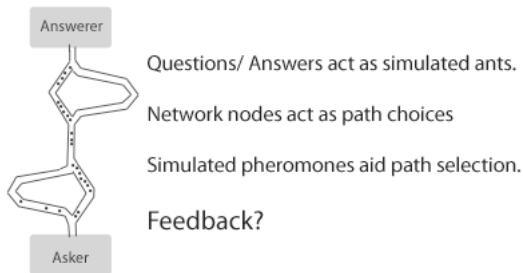 Answerer
Questions/ Answers act as simulated ants.
Network nodes act as path choices
Simulated pheromones aid path selection.
Feedback?
Asker